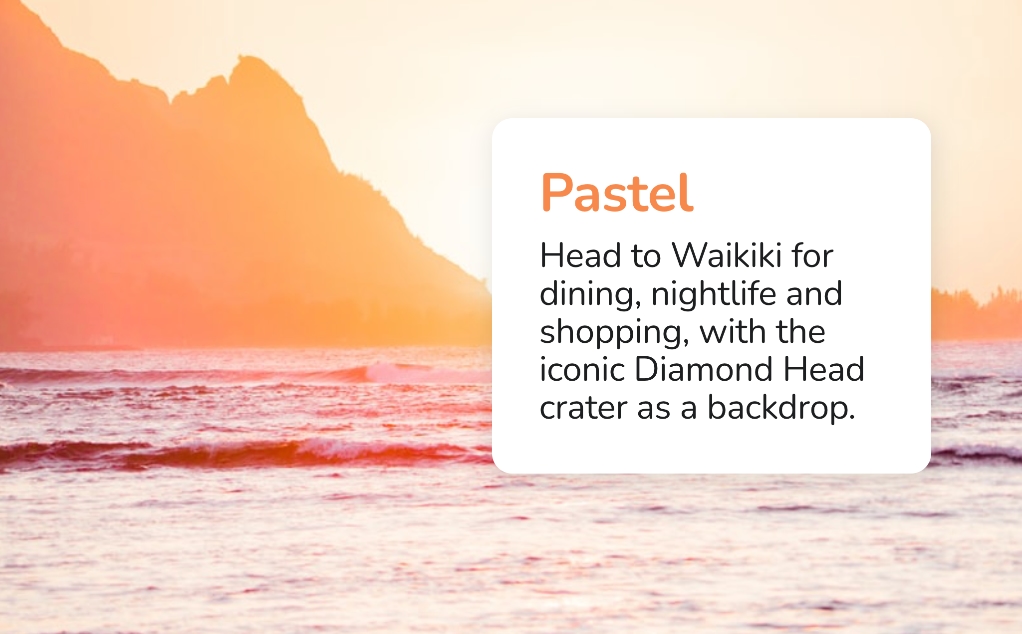 Pastel
Head to Waikiki for
dining, nightlife and
shopping, with the
iconic Diamond Head
crater as a backdrop.